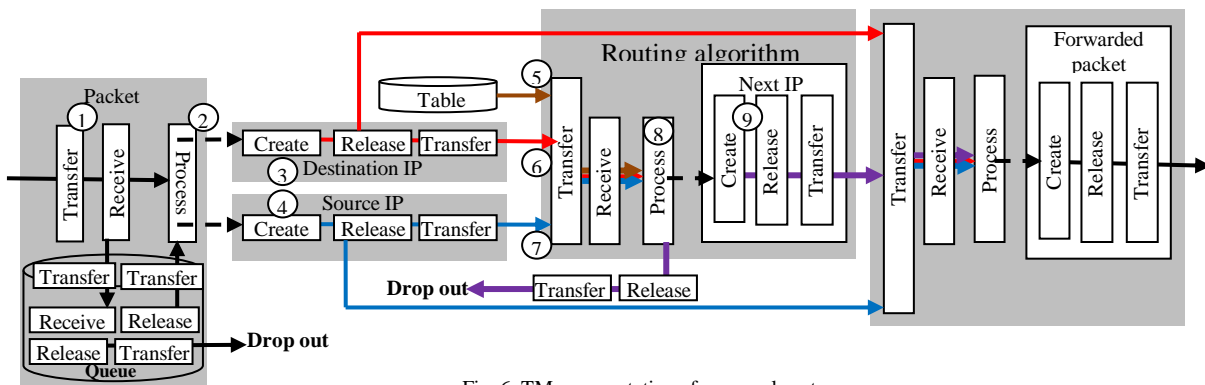 Packet
1
Transfer
Receive
2
Process
Transfer
Transfer
Receive
Release
Release
Transfer
Queue
Drop out
Create
Release
Transfer
3
Destination IP
4
Source IP
Create
Release
Transfer
Table
Routing algorithm
5
6
7
Transfer
Receive
8
Process
Next IP
9
Create
Release
Transfer
Drop out
Transfer
Release
Transfer
Receive
Process
Forwarded
packet
Create
Release
Transfer